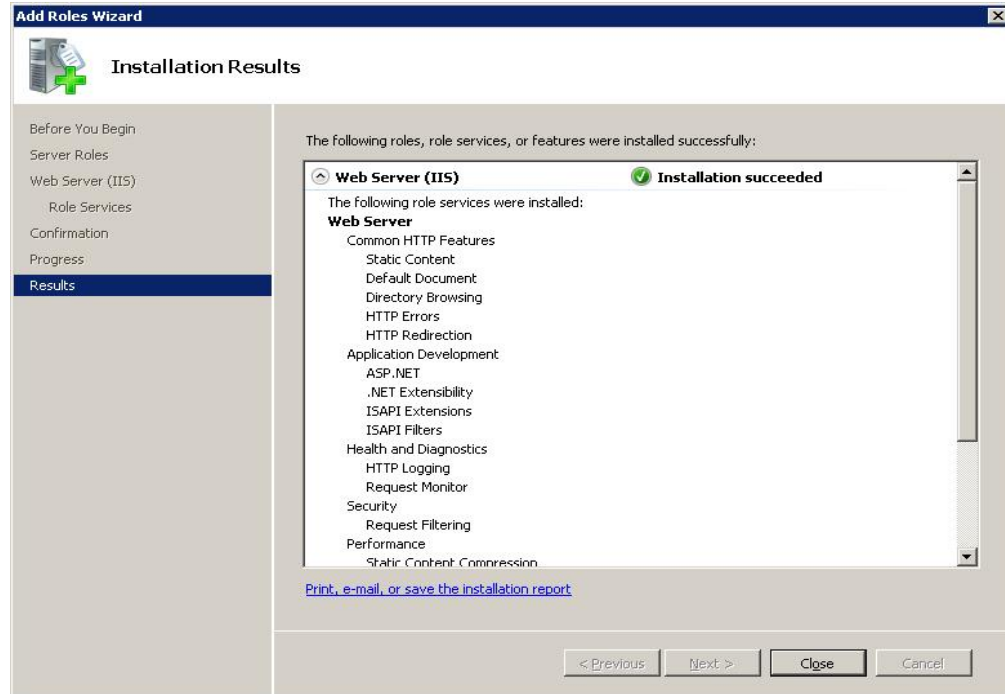 Add Roles Wizard
Installation Results
Before You Begin
Server Roles
Web Server (IIS)
Role Services
Confirmation
Progress
Results
The following roles, role services, or features were installed successfully:
Web Server (IIS) Installation succeeded
The following role services were installed:
Web Server
Common HTTP Features
Static Content
Default Document
Directory Browsing
HTTP Errors
HTTP Redirection
Application Development
ASP.NET
.NET Extensibility
ISAPI Extensions
ISAPI Filters
Health and Diagnostics
HTTP Logging
Request Monitor
Security
Request Filtering
Performance
Static Content Compression
Print, e-mail, or save the installation report
< Previous Next > Close Cancel